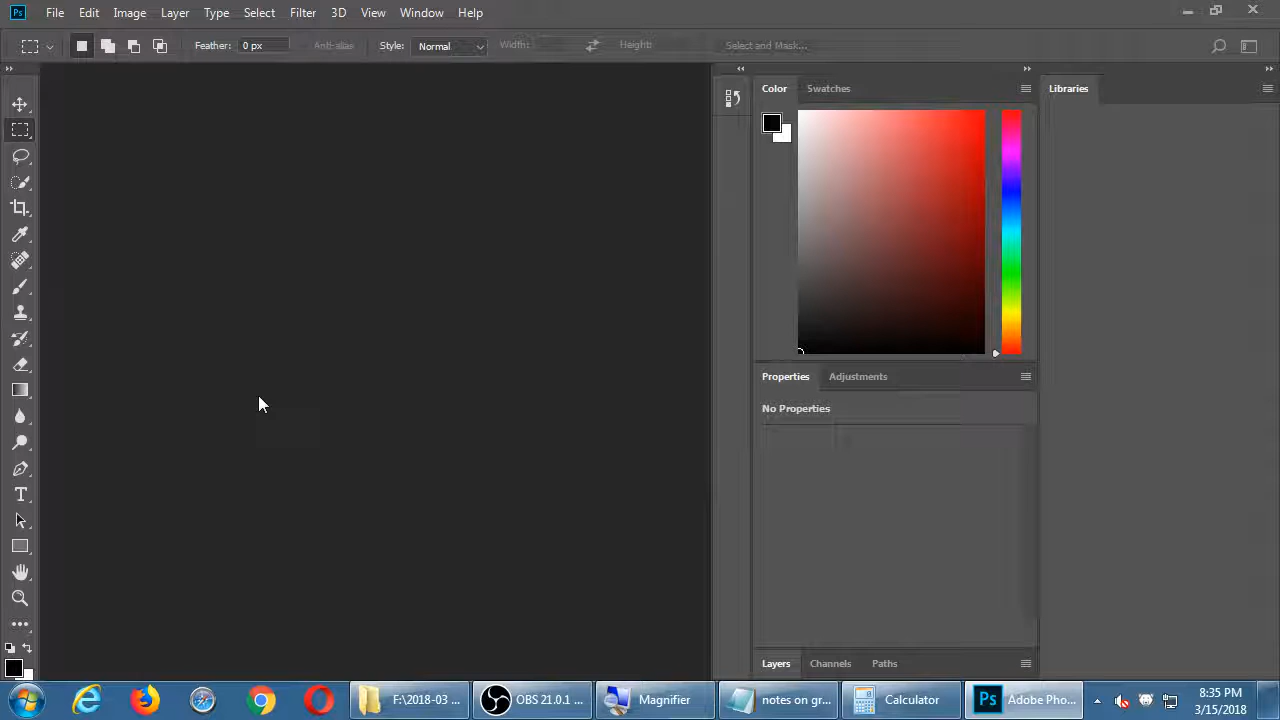 Ps File Edit Image Layer Type Select Filter 3D View Window Help
Feather: 0 px Anti-alias Style: Normal Width: Height: Select and Mask...
Color Swatches Libraries
Properties Adjustments
No Properties
T
Layers Channels Paths
F:\2018-03 ... OBS 21.0.1 ... Magnifier notes on gr... Calculator Ps Adobe Pho...
8:35 PM
3/15/2018